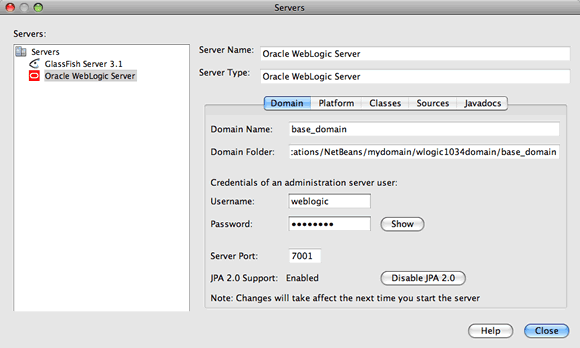 Servers
Servers:
Servers
GlassFish Server 3.1
Oracle WebLogic Server
Server Name: Oracle WebLogic Server
Server Type: Oracle WebLogic Server
Domain Platform Classes Sources Javadocs
Domain Name: base_domain
Domain Folder: :ations/NetBeans/mydomain/wlogic1034domain/base_domain
Credentials of an administration server user:
Username: weblogic
Password: •••••••• Show
Server Port: 7001
JPA 2.0 Support: Enabled Disable JPA 2.0
Note: Changes will take affect the next time you start the server
Help Close